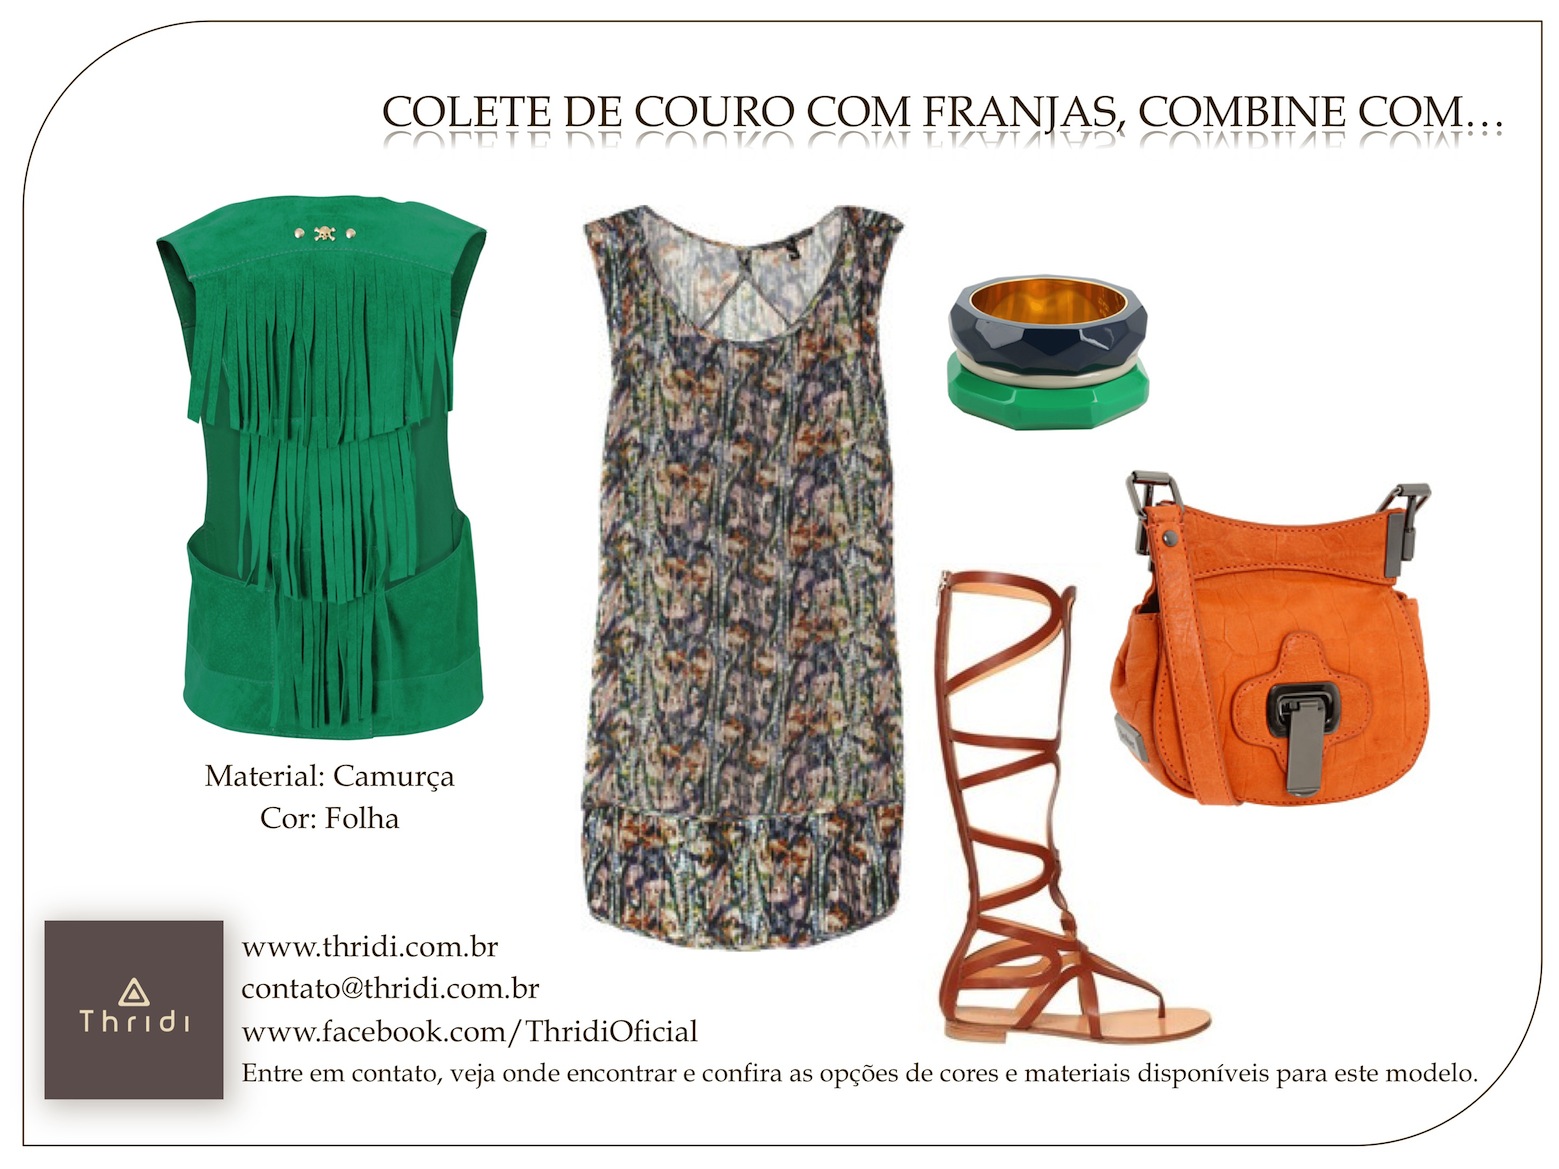 COLETE DE COURO COM FRANJAS, COMBINE COM…
Material: Camurça
Cor: Folha
Thridi
www.thridi.com.br
contato@thridi.com.br
www.facebook.com/ThridiOficial
Entre em contato, veja onde encontrar e confira as opções de cores e materiais disponíveis para este modelo.